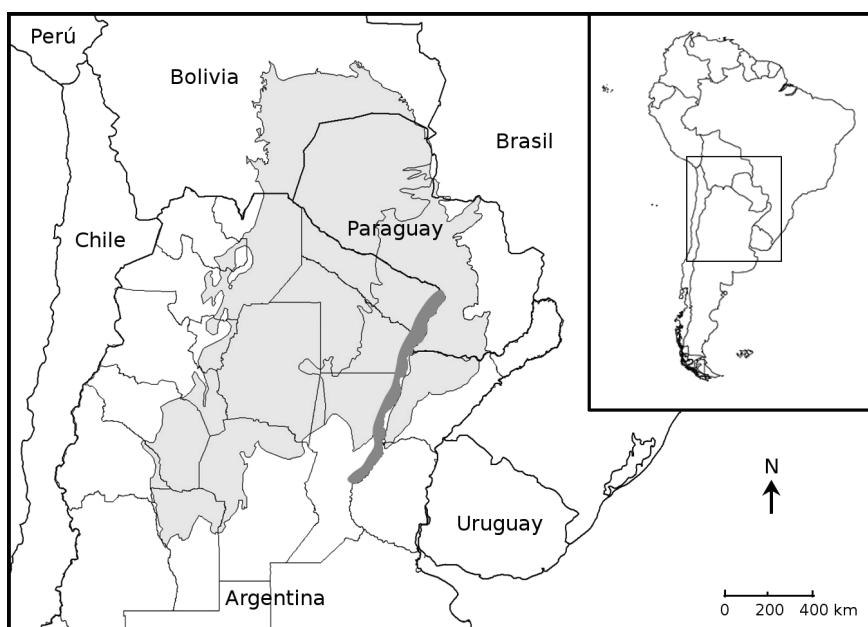 Perú
Bolivia
Brasil
Paraguay
Chile
Uruguay
Argentina
N
0 200 400 km